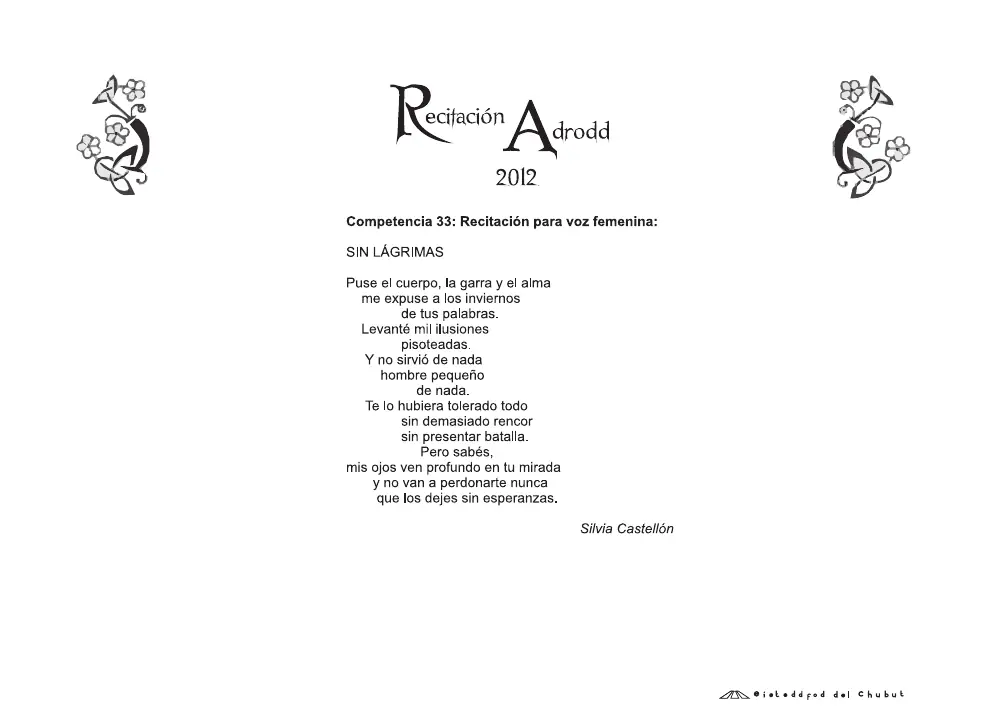 Recitación Adrodd
2012
Competencia 33: Recitación para voz femenina:
SIN LÁGRIMAS
Puse el cuerpo, la garra y el alma
me expuse a los inviernos
de tus palabras.
Levanté mil ilusiones
pisoteadas.
Y no sirvió de nada
hombre pequeño
de nada.
Te lo hubiera tolerado todo
sin demasiado rencor
sin presentar batalla.
Pero sabés,
mis ojos ven profundo en tu mirada
y no van a perdonarte nunca
que los dejes sin esperanzas.
Silvia Castellón
eisteddfod del Chubut